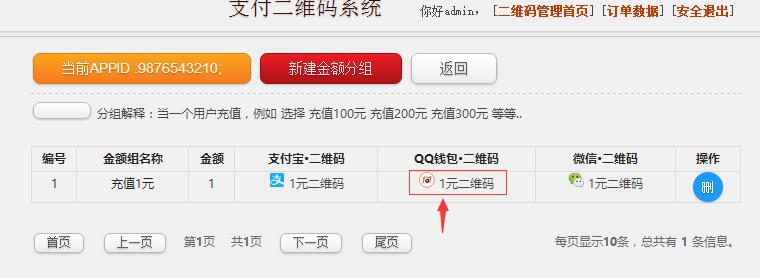 支付二维码系统 你好admin, [二维码管理首页] [订单数据] [安全退出]
当前APPID :9876543210; 新建金额分组 返回
分组解释：当一个用户充值，例如 选择 充值100元 充值200元 充值300元 等等..
编号 金额组名称 金额 支付宝•二维码 QQ钱包•二维码 微信•二维码 操作
1 充值1元 1 1元二维码 1元二维码 1元二维码 删
首页 上一页 第1页 共1页 下一页 尾页 每页显示10条，总共有 1 条信息。